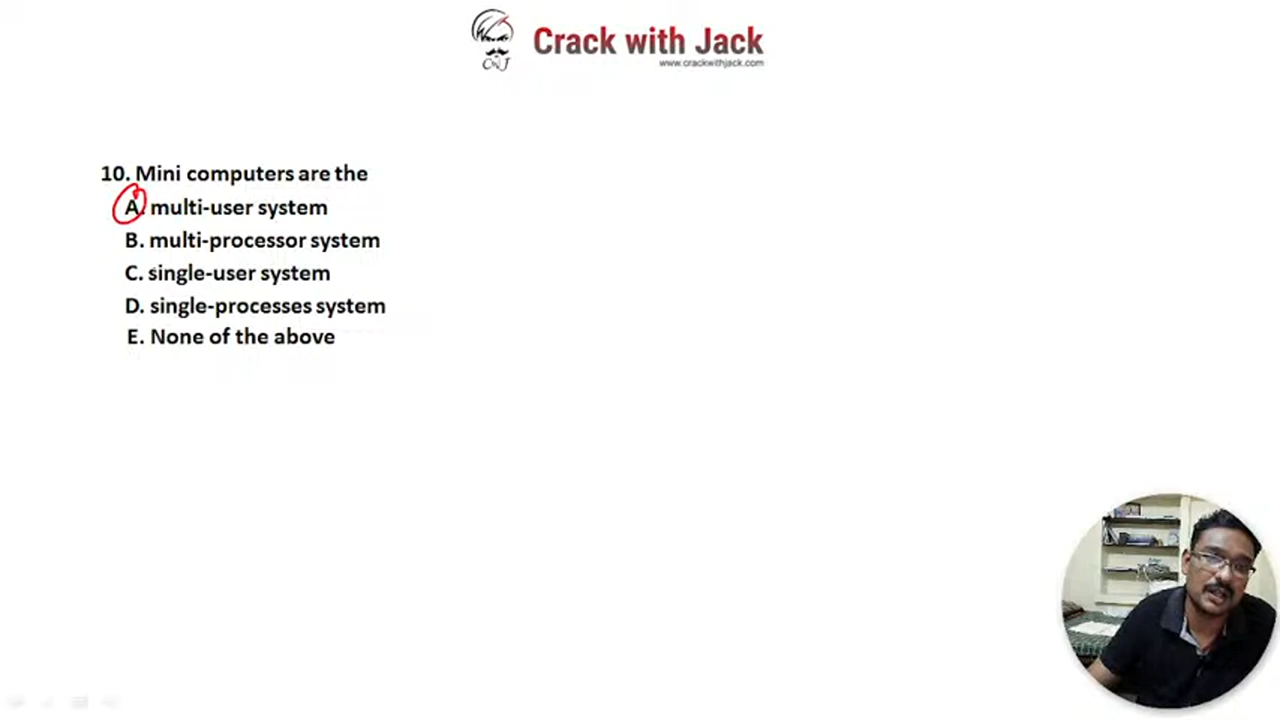 Crack with Jack
www.crackwithjack.com
CwJ
10. Mini computers are the
A. multi-user system
B. multi-processor system
C. single-user system
D. single-processes system
E. None of the above